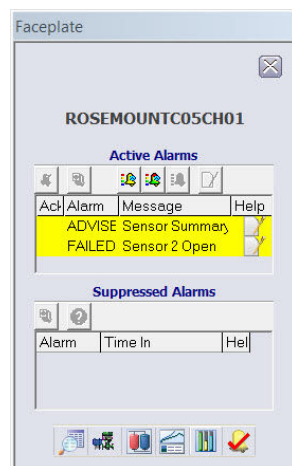 Faceplate
ROSEMOUNTC05CH01
Active Alarms
Ack Alarm Message Help
ADVISE Sensor Summary
FAILED Sensor 2 Open
Suppressed Alarms
Alarm Time In Hel